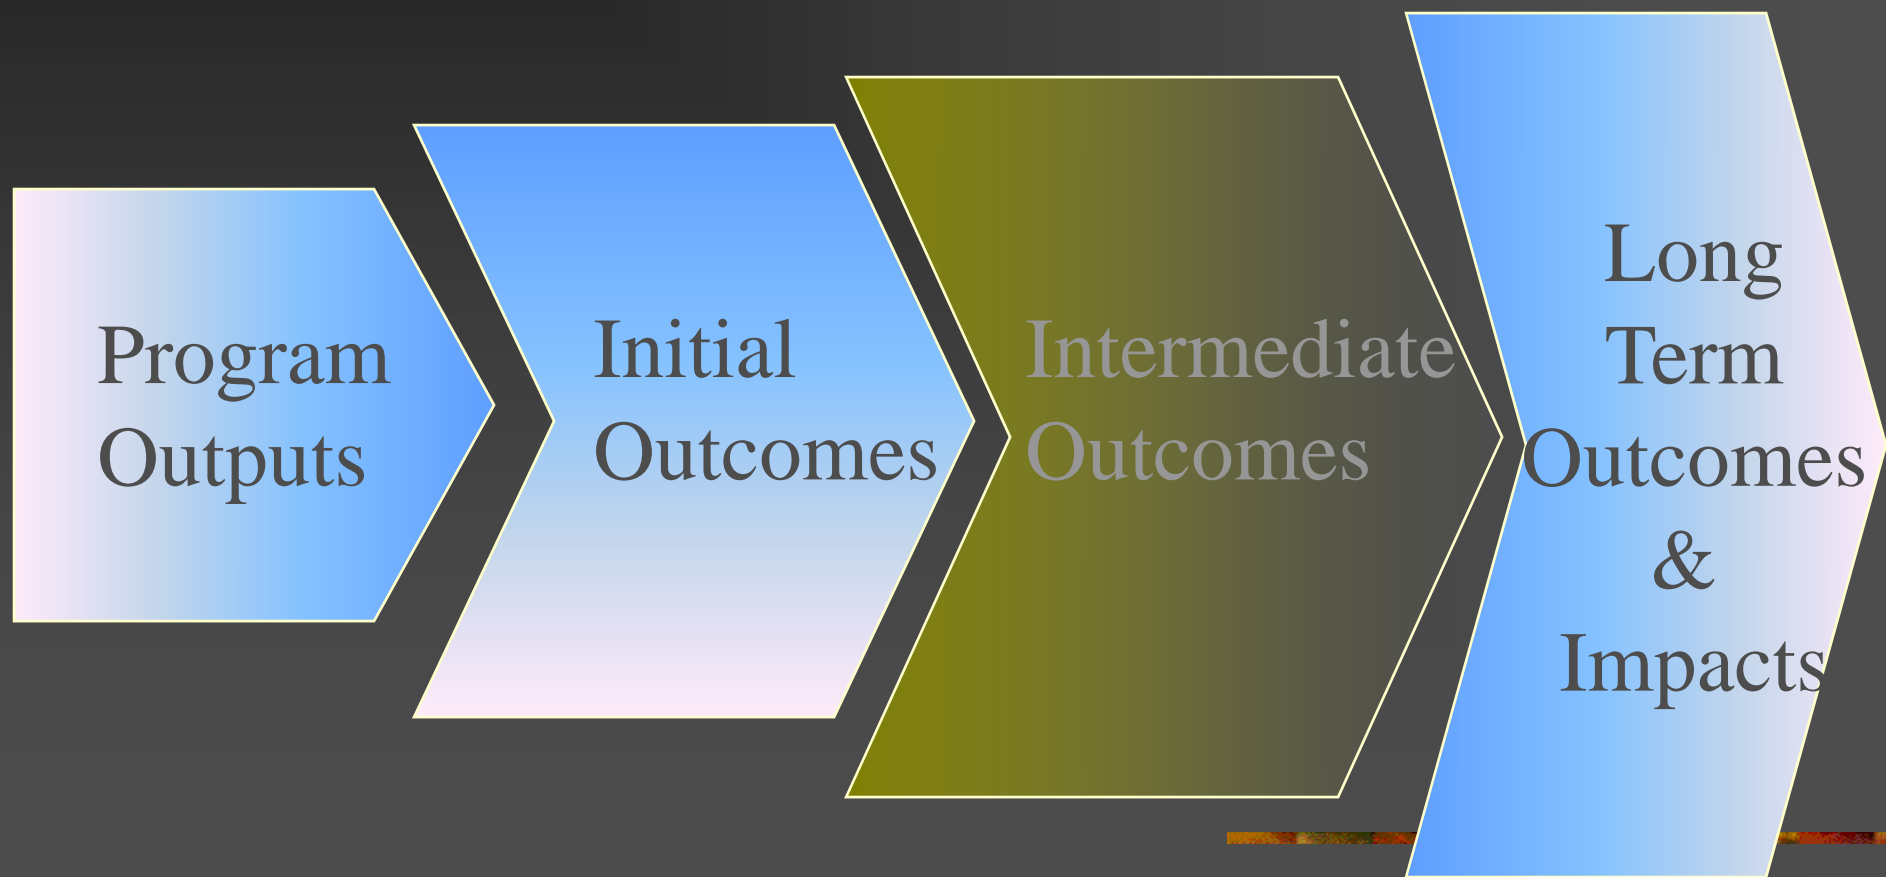 Program
Outputs
Initial
Outcomes
Intermediate
Outcomes
Long
Term
Outcomes
&
Impacts